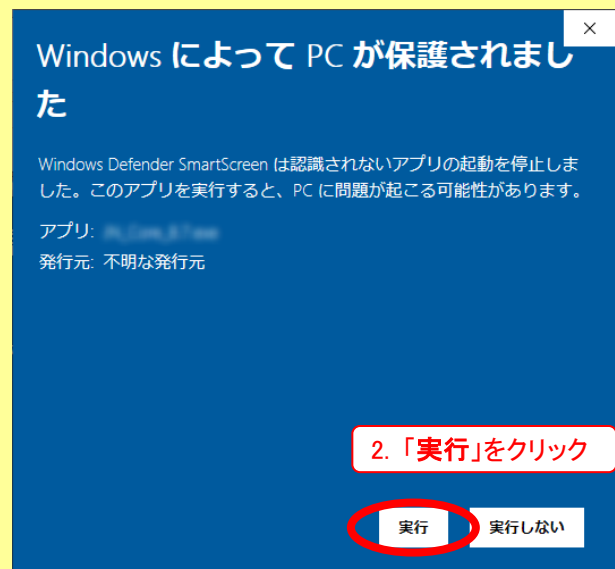 Windows によって PC が保護されまし
た
Windows Defender SmartScreen は認識されないアプリの起動を停止しま
した。このアプリを実行すると、PC に問題が起こる可能性があります。
アプリ:
発行元: 不明な発行元
2. 「実行」をクリック
実行
実行しない